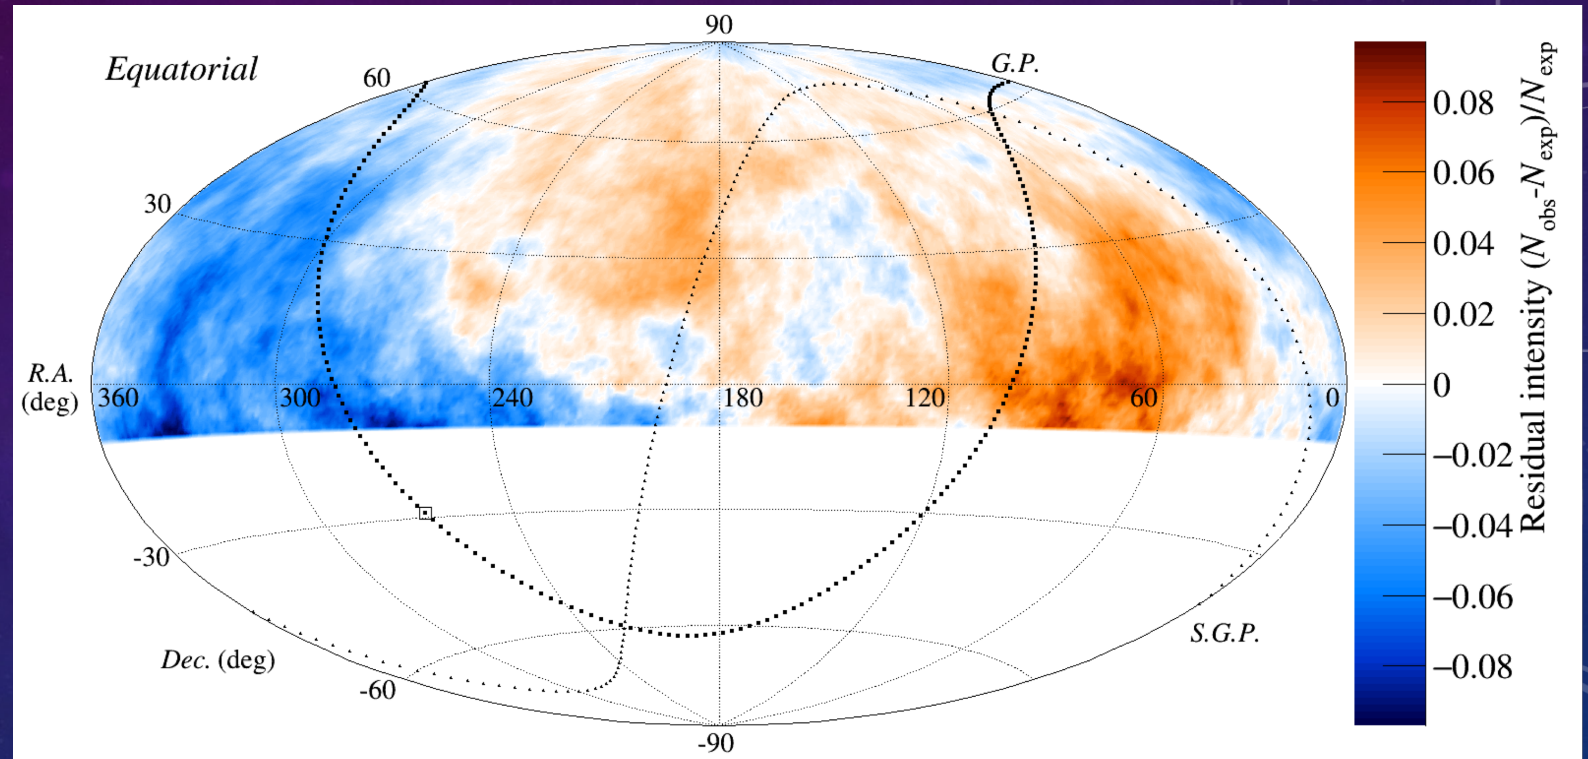 90
Equatorial
G.P.
60
0.08
0.06
30
0.04
0.02
R.A.
(deg)
360 300 240 180 120 60 0
0
−0.02
−0.04
-30
−0.06
S.G.P.
Dec. (deg)
−0.08
-60
-90
Residual intensity (Nobs-Nexp)/Nexp